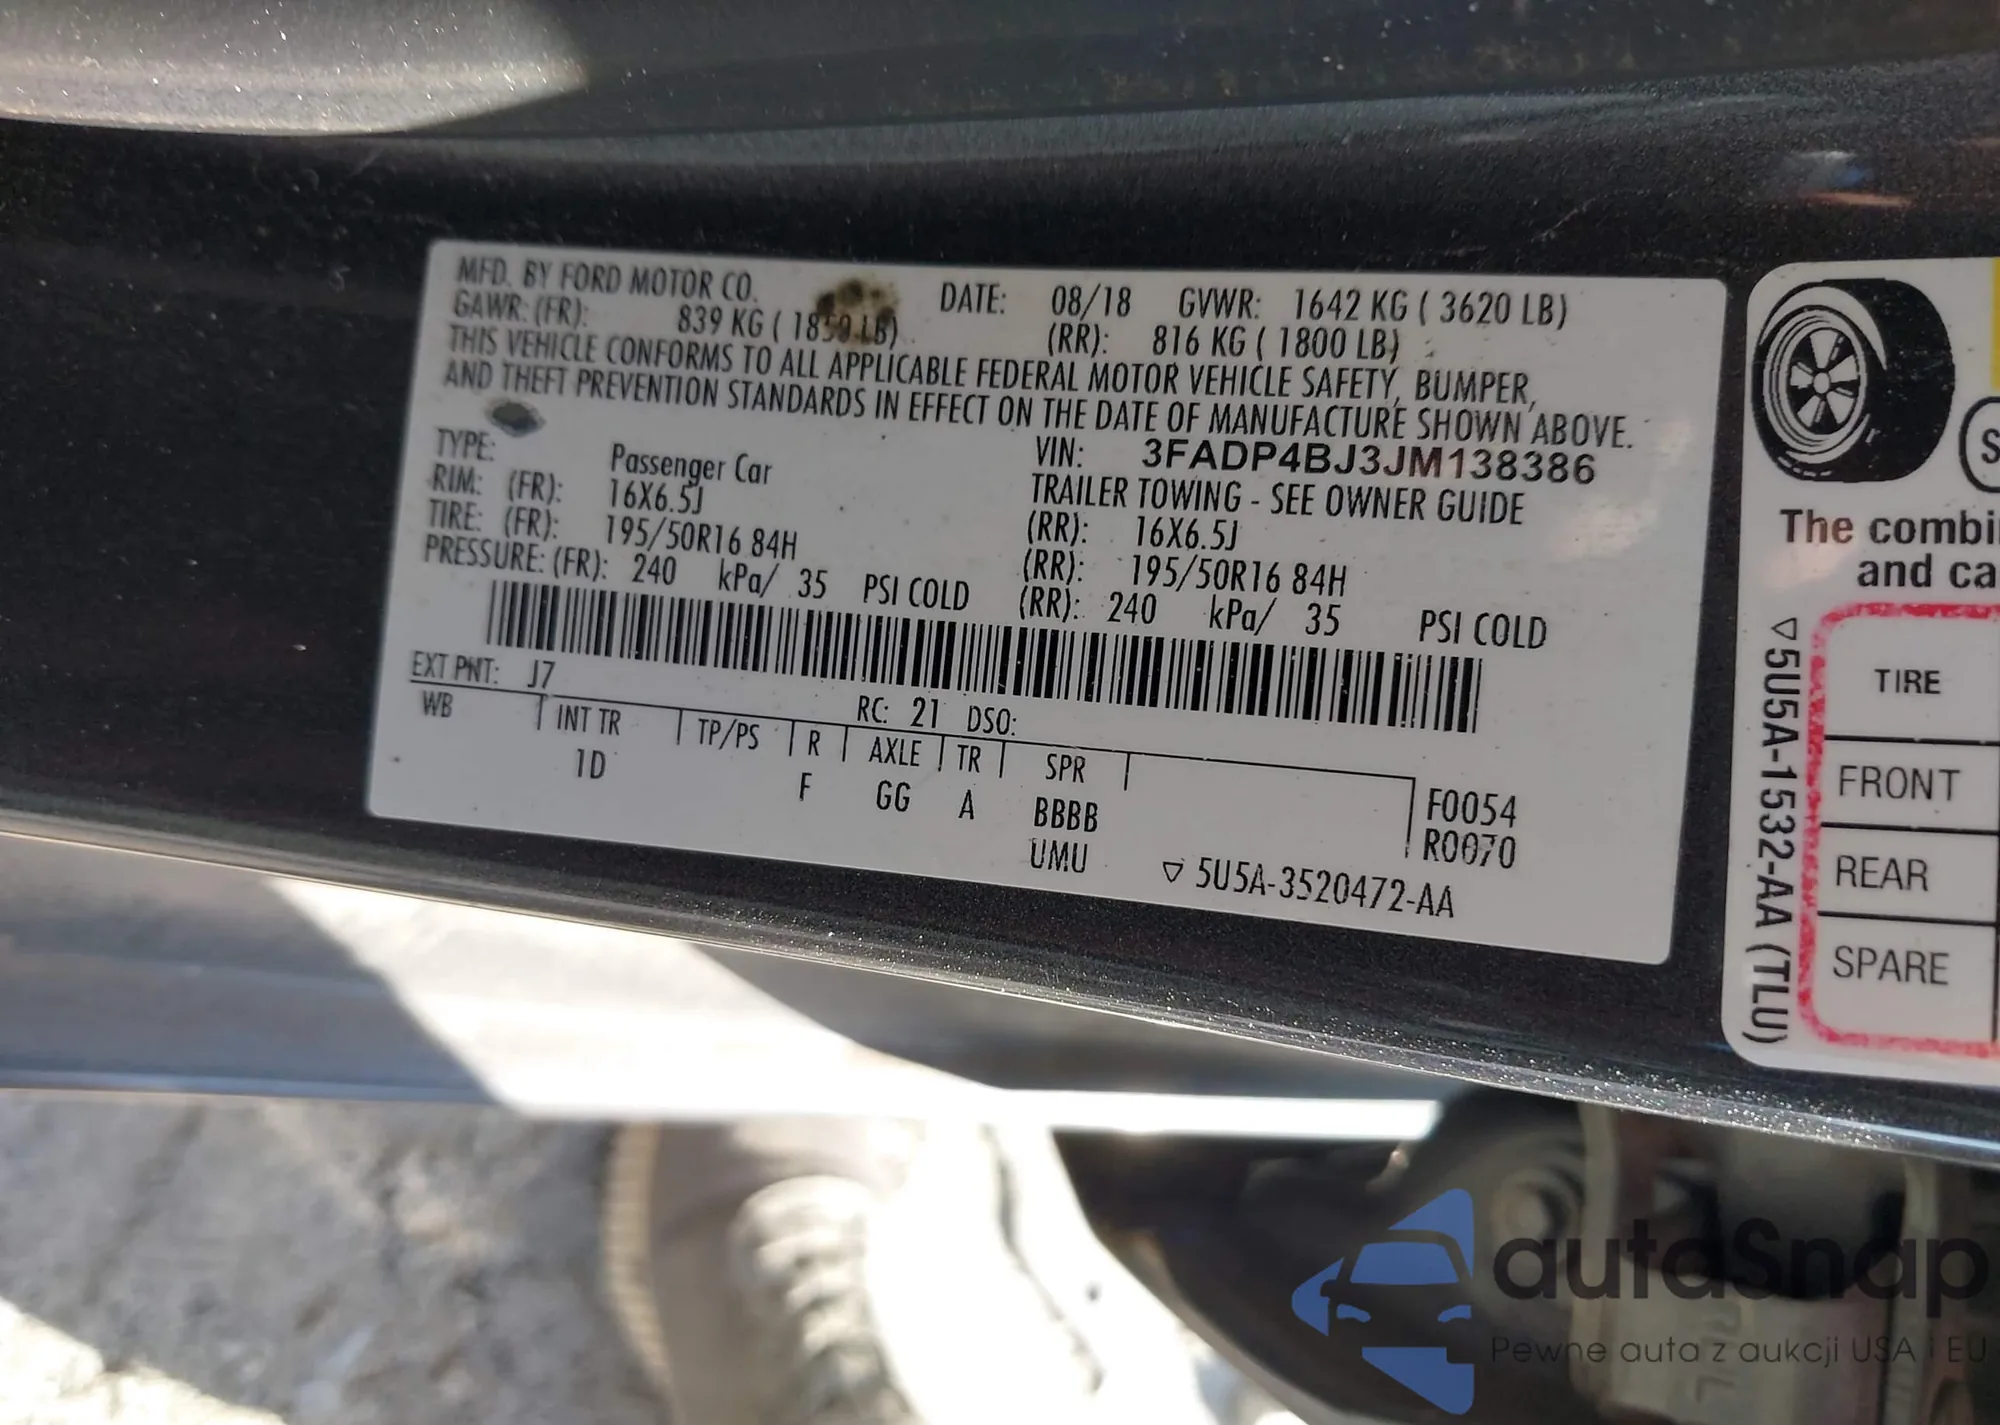 MFD. BY FORD MOTOR CO. DATE: 08/18 GVWR: 1642 KG ( 3620 LB)
GAWR: (FR): 839 KG ( 1850 LB) (RR): 816 KG ( 1800 LB)
THIS VEHICLE CONFORMS TO ALL APPLICABLE FEDERAL MOTOR VEHICLE SAFETY, BUMPER,
AND THEFT PREVENTION STANDARDS IN EFFECT ON THE DATE OF MANUFACTURE SHOWN ABOVE.
VIN: 3FADP4BJ3JM138386
TYPE: Passenger Car TRAILER TOWING - SEE OWNER GUIDE
RIM: (FR): 16X6.5J (RR): 16X6.5J
TIRE: (FR): 195/50R16 84H (RR): 195/50R16 84H
PRESSURE: (FR): 240 kPa/ 35 PSI COLD (RR): 240 kPa/ 35 PSI COLD
EXT PNT: J7 RC: 21 DSO:
WB INT TR TP/PS R AXLE TR SPR
1D F GG A BBBB F0054
UMU R0070
▽ 5U5A-3520472-AA
S
The combi
and ca
▽5U5A-1532-AA (TLU)
TIRE
FRONT
REAR
SPARE
autoSnap
Pewne auta z aukcji USA i EU